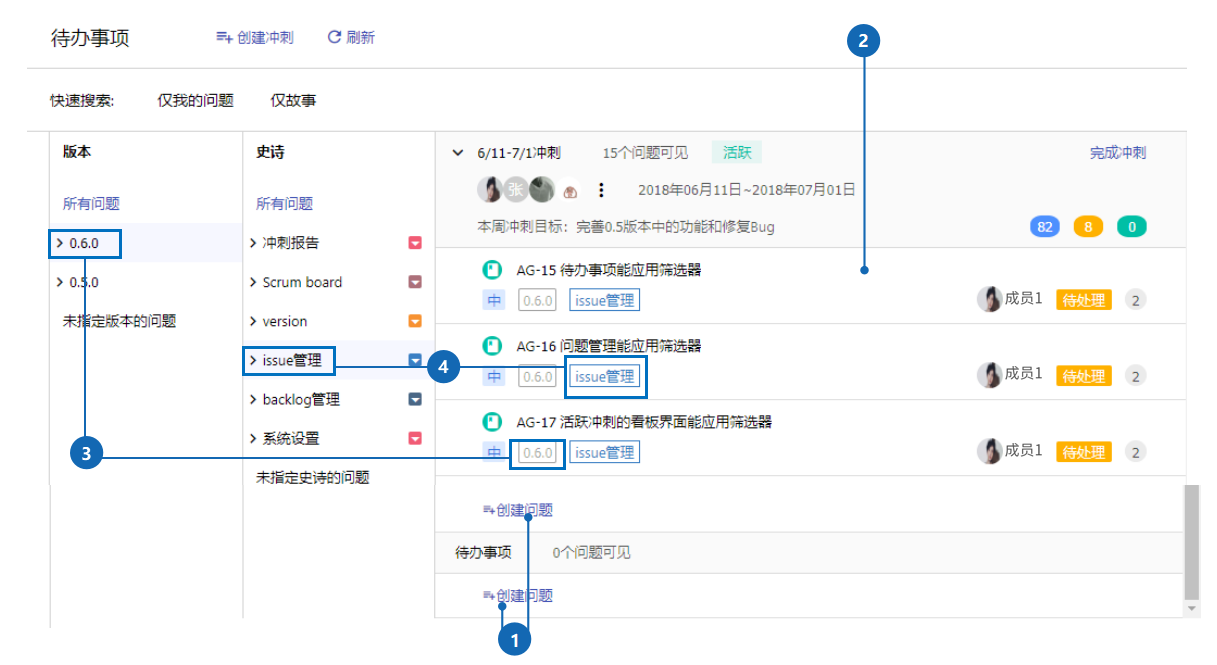 待办事项 创建冲刺 刷新
2
快速搜索: 仅我的问题 仅故事
版本
所有问题
0.6.0
0.5.0
未指定版本的问题
史诗
所有问题
冲刺报告
Scrum board
version
issue管理
backlog管理
系统设置
未指定史诗的问题
6/11-7/1冲刺 15个问题可见 活跃 完成冲刺
张 2018年06月11日~2018年07月01日
本周冲刺目标：完善0.5版本中的功能和修复Bug 82 8 0
AG-15 待办事项能应用筛选器
中 0.6.0 issue管理 成员1 待处理 2
AG-16 问题管理能应用筛选器
4
中 0.6.0 issue管理 成员1 待处理 2
AG-17 活跃冲刺的看板界面能应用筛选器
3
中 0.6.0 issue管理 成员1 待处理 2
创建问题
待办事项 0个问题可见
创建问题
1